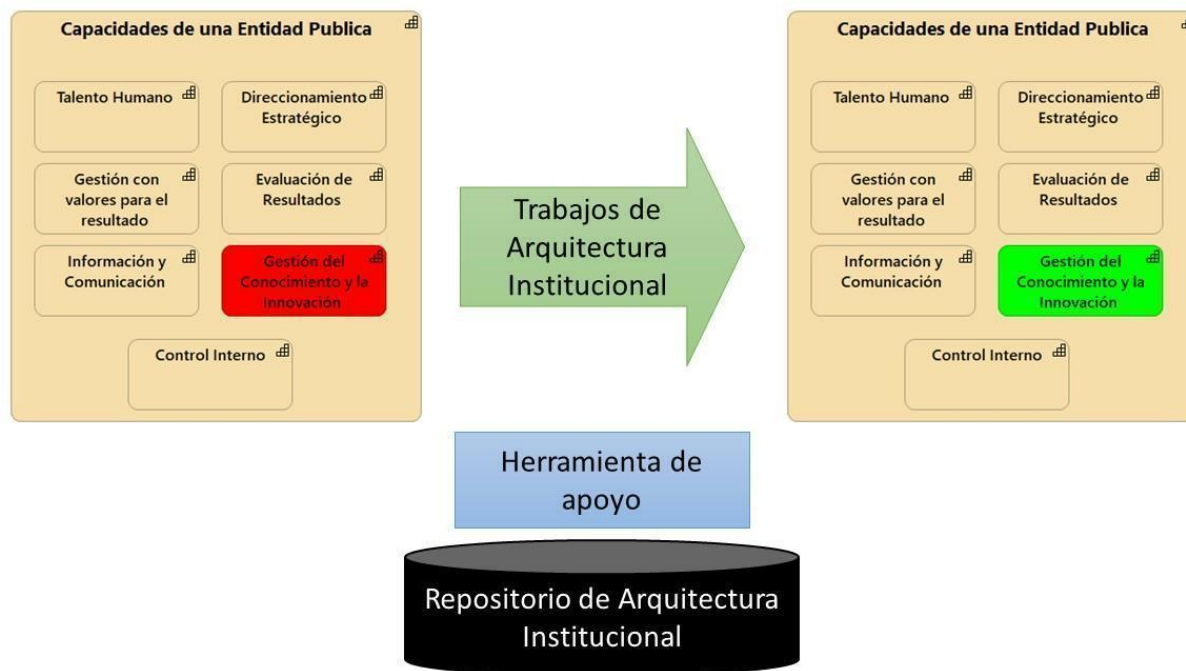 Capacidades de una Entidad Publica
Talento Humano
Direccionamiento
Estratégico
Gestión con
valores para el
resultado
Evaluación de
Resultados
Información y
Comunicación
Gestión del
Conocimiento y la
Innovación
Control Interno
Trabajos de
Arquitectura
Institucional
Capacidades de una Entidad Publica
Talento Humano
Direccionamiento
Estratégico
Gestión con
valores para el
resultado
Evaluación de
Resultados
Información y
Comunicación
Gestión del
Conocimiento y la
Innovación
Control Interno
Herramienta de
apoyo
Repositorio de Arquitectura
Institucional